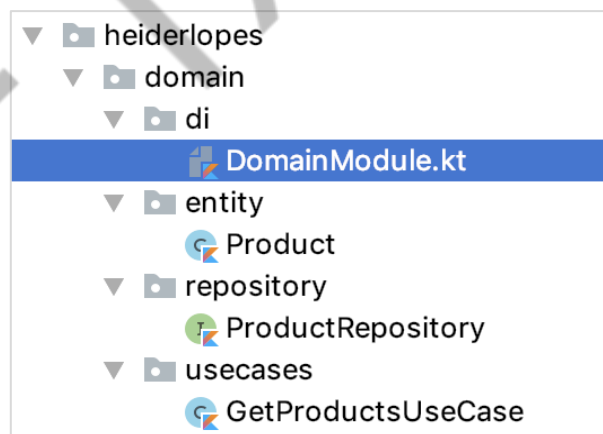 heiderlopes
domain
di
DomainModule.kt
entity
Product
repository
ProductRepository
usecases
GetProductsUseCase